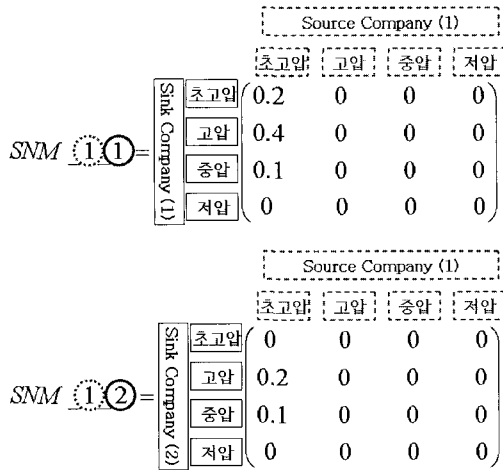 Source Company (1)
초고압 고압 중압 저압
Sink Company (1)
초고압 0.2 0 0 0
고압 0.4 0 0 0
중압 0.1 0 0 0
저압 0 0 0 0
SNM 1 1 =
Source Company (1)
초고압 고압 중압 저압
Sink Company (2)
초고압 0 0 0 0
고압 0.2 0 0 0
중압 0.1 0 0 0
저압 0 0 0 0
SNM 1 2 =